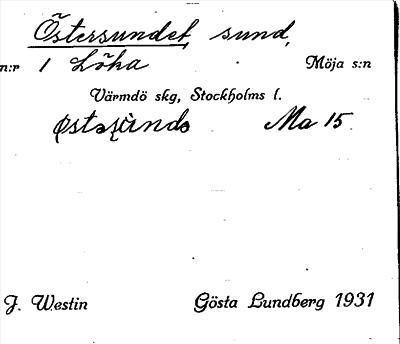 Östersundet, sund,
n:r 1 Löka Möja s:n
Värmdö skg, Stockholms l.
Ma 15.
J. Westin Gösta Lundberg 1931